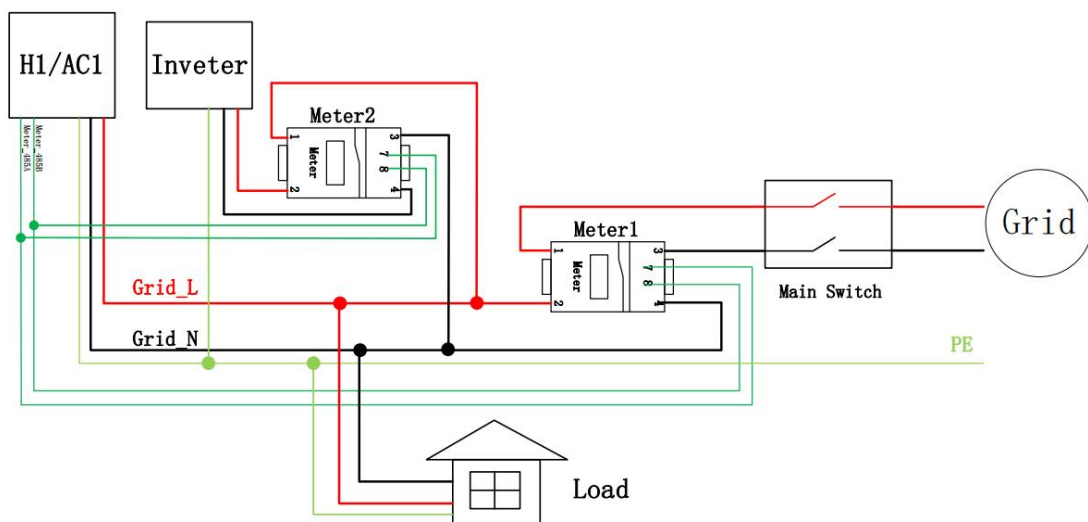 H1/AC1
Inveter
Meter_485B
Meter_485A
Meter2
1
3
7
8
Meter
2
4
Meter1
1
3
7
8
Meter
2
4
Grid
Main Switch
Grid_L
Grid_N
PE
Load